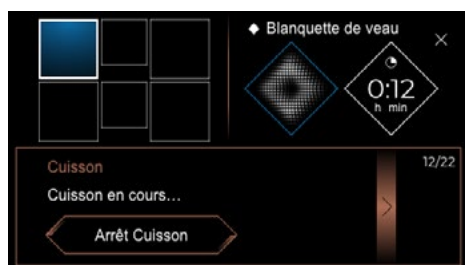 Blanquette de veau
0:12
h min
Cuisson
12/22
Cuisson en cours...
Arrêt Cuisson